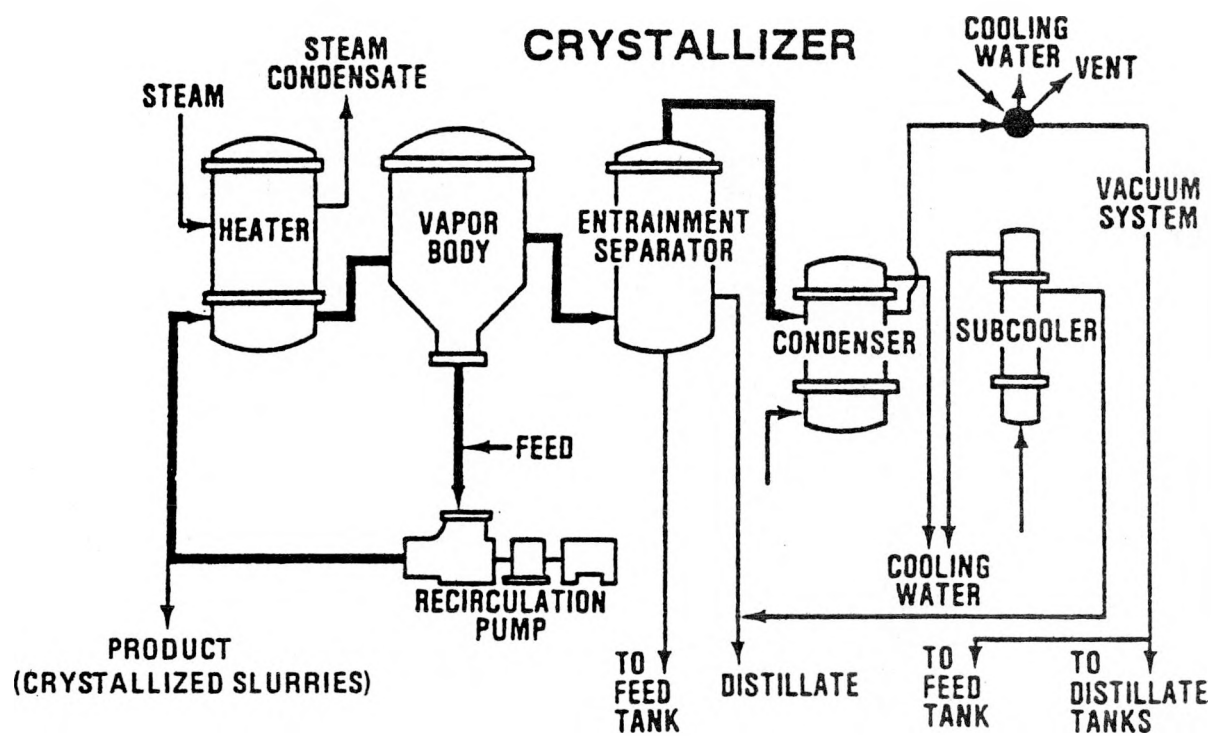 CRYSTALLIZER
STEAM
CONDENSATE
STEAM
COOLING
WATER
VENT
HEATER
VAPOR
BODY
ENTRAINMENT
SEPARATOR
VACUUM
SYSTEM
CONDENSER
SUBCOOLER
FEED
COOLING
WATER
RECIRCULATION
PUMP
PRODUCT
(CRYSTALLIZED SLURRIES)
TO
FEED
TANK
DISTILLATE
TO
FEED
TANK
TO
DISTILLATE
TANKS